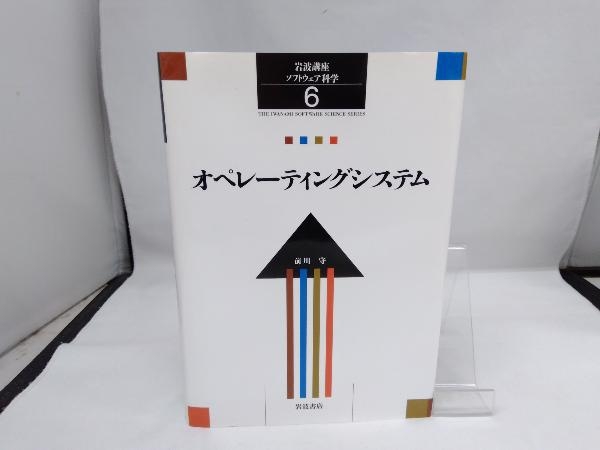 岩波講座
ソフトウェア科学
6
THE IWANAMI SOFTWARE SCIENCE SERIES
オペレーティングシステム
前川 守
岩波書店